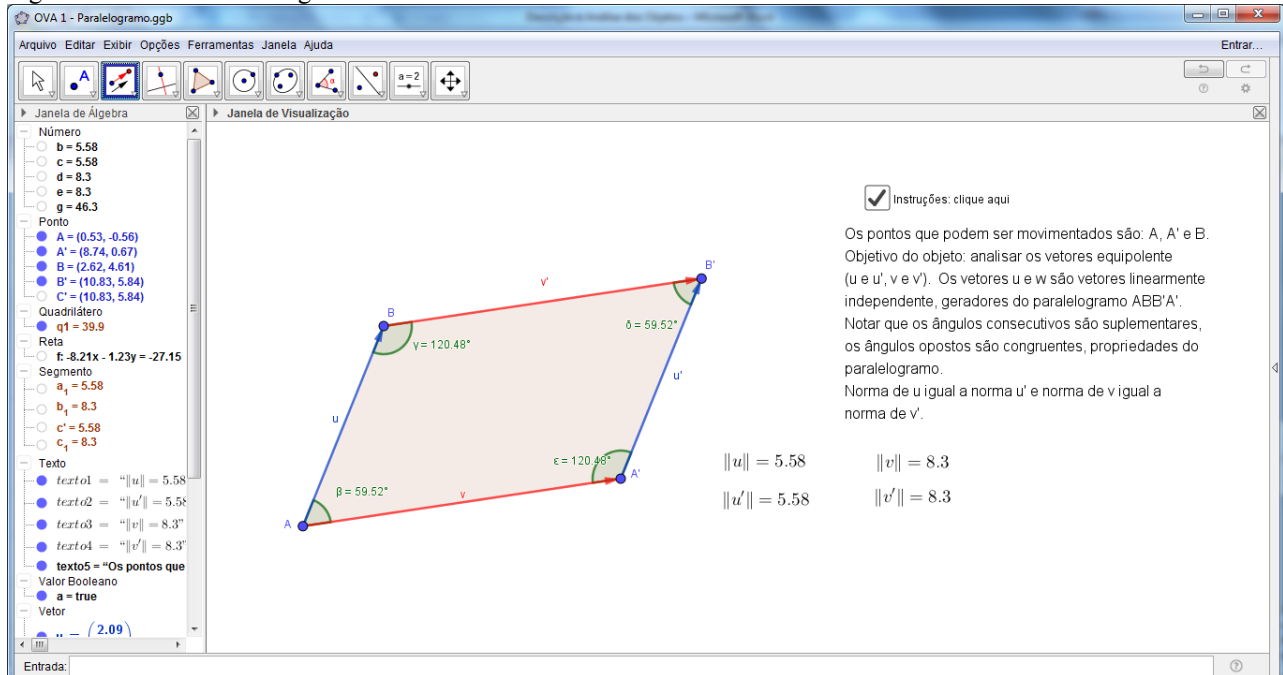 OVA 1 - Paralelogramo.ggb
Arquivo Editar Exibir Opções Ferramentas Janela Ajuda
Entrar...
A
α
a=2
Janela de Álgebra
Janela de Visualização
Número
b = 5.58
c = 5.58
d = 8.3
e = 8.3
g = 46.3
Ponto
A = (0.53, -0.56)
A' = (8.74, 0.67)
B = (2.62, 4.61)
B' = (10.83, 5.84)
C' = (10.83, 5.84)
Quadrilátero
q1 = 39.9
Reta
f: -8.21x - 1.23y = -27.15
Segmento
a₁ = 5.58
b₁ = 8.3
c' = 5.58
c₁ = 8.3
Texto
texto1 = “‖u‖ = 5.58
texto2 = “‖u′‖ = 5.58
texto3 = “‖v‖ = 8.3”
texto4 = “‖v′‖ = 8.3”
texto5 = “Os pontos que
Valor Booleano
a = true
Vetor
u = (2.09)
Entrada:
B'
v'
B
δ = 59.52°
γ = 120.48°
u'
u
ε = 120.48°
A'
β = 59.52°
v
A
Instruções: clique aqui
Os pontos que podem ser movimentados são: A, A' e B.
Objetivo do objeto: analisar os vetores equipolente
(u e u', v e v'). Os vetores u e w são vetores linearmente
independente, geradores do paralelogramo ABB'A'.
Notar que os ângulos consecutivos são suplementares,
os ângulos opostos são congruentes, propriedades do
paralelogramo.
Norma de u igual a norma u' e norma de v igual a
norma de v'.
‖u‖ = 5.58 ‖v‖ = 8.3
‖u′‖ = 5.58 ‖v′‖ = 8.3